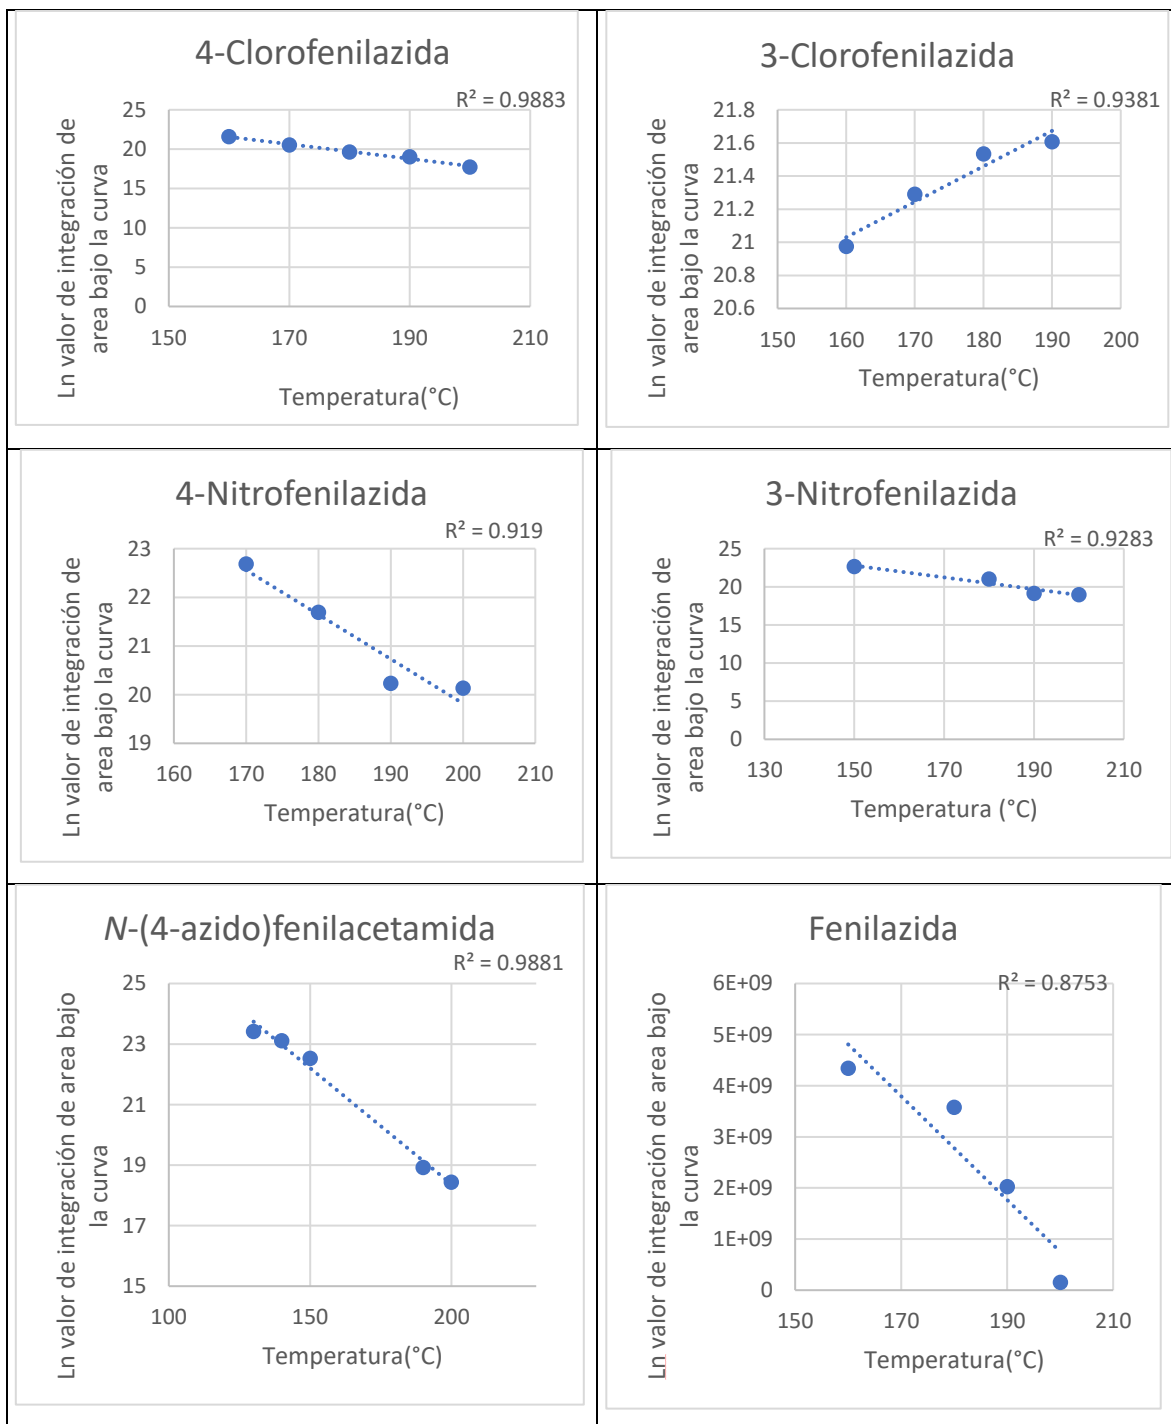 4-Clorofenilazida
R² = 0.9883
Ln valor de integración de
area bajo la curva
25
20
15
10
5
0
150
170
190
210
Temperatura(°C)
3-Clorofenilazida
R² = 0.9381
Ln valor de integración de
area bajo la curva
21.8
21.6
21.4
21.2
21
20.8
20.6
150
160
170
180
190
200
Temperatura(°C)
4-Nitrofenilazida
R² = 0.919
Ln valor de integración de
area bajo la curva
23
22
21
20
19
160
170
180
190
200
210
Temperatura(°C)
3-Nitrofenilazida
R² = 0.9283
Ln valor de integración de
area bajo la curva
25
20
15
10
5
0
130
150
170
190
210
Temperatura (°C)
N-(4-azido)fenilacetamida
R² = 0.9881
Ln valor de integración de area bajo
la curva
25
23
21
19
17
15
100
150
200
Temperatura(°C)
Fenilazida
R² = 0.8753
Ln valor de integración de area bajo
la curva
6E+09
5E+09
4E+09
3E+09
2E+09
1E+09
0
150
170
190
210
Temperatura(°C)